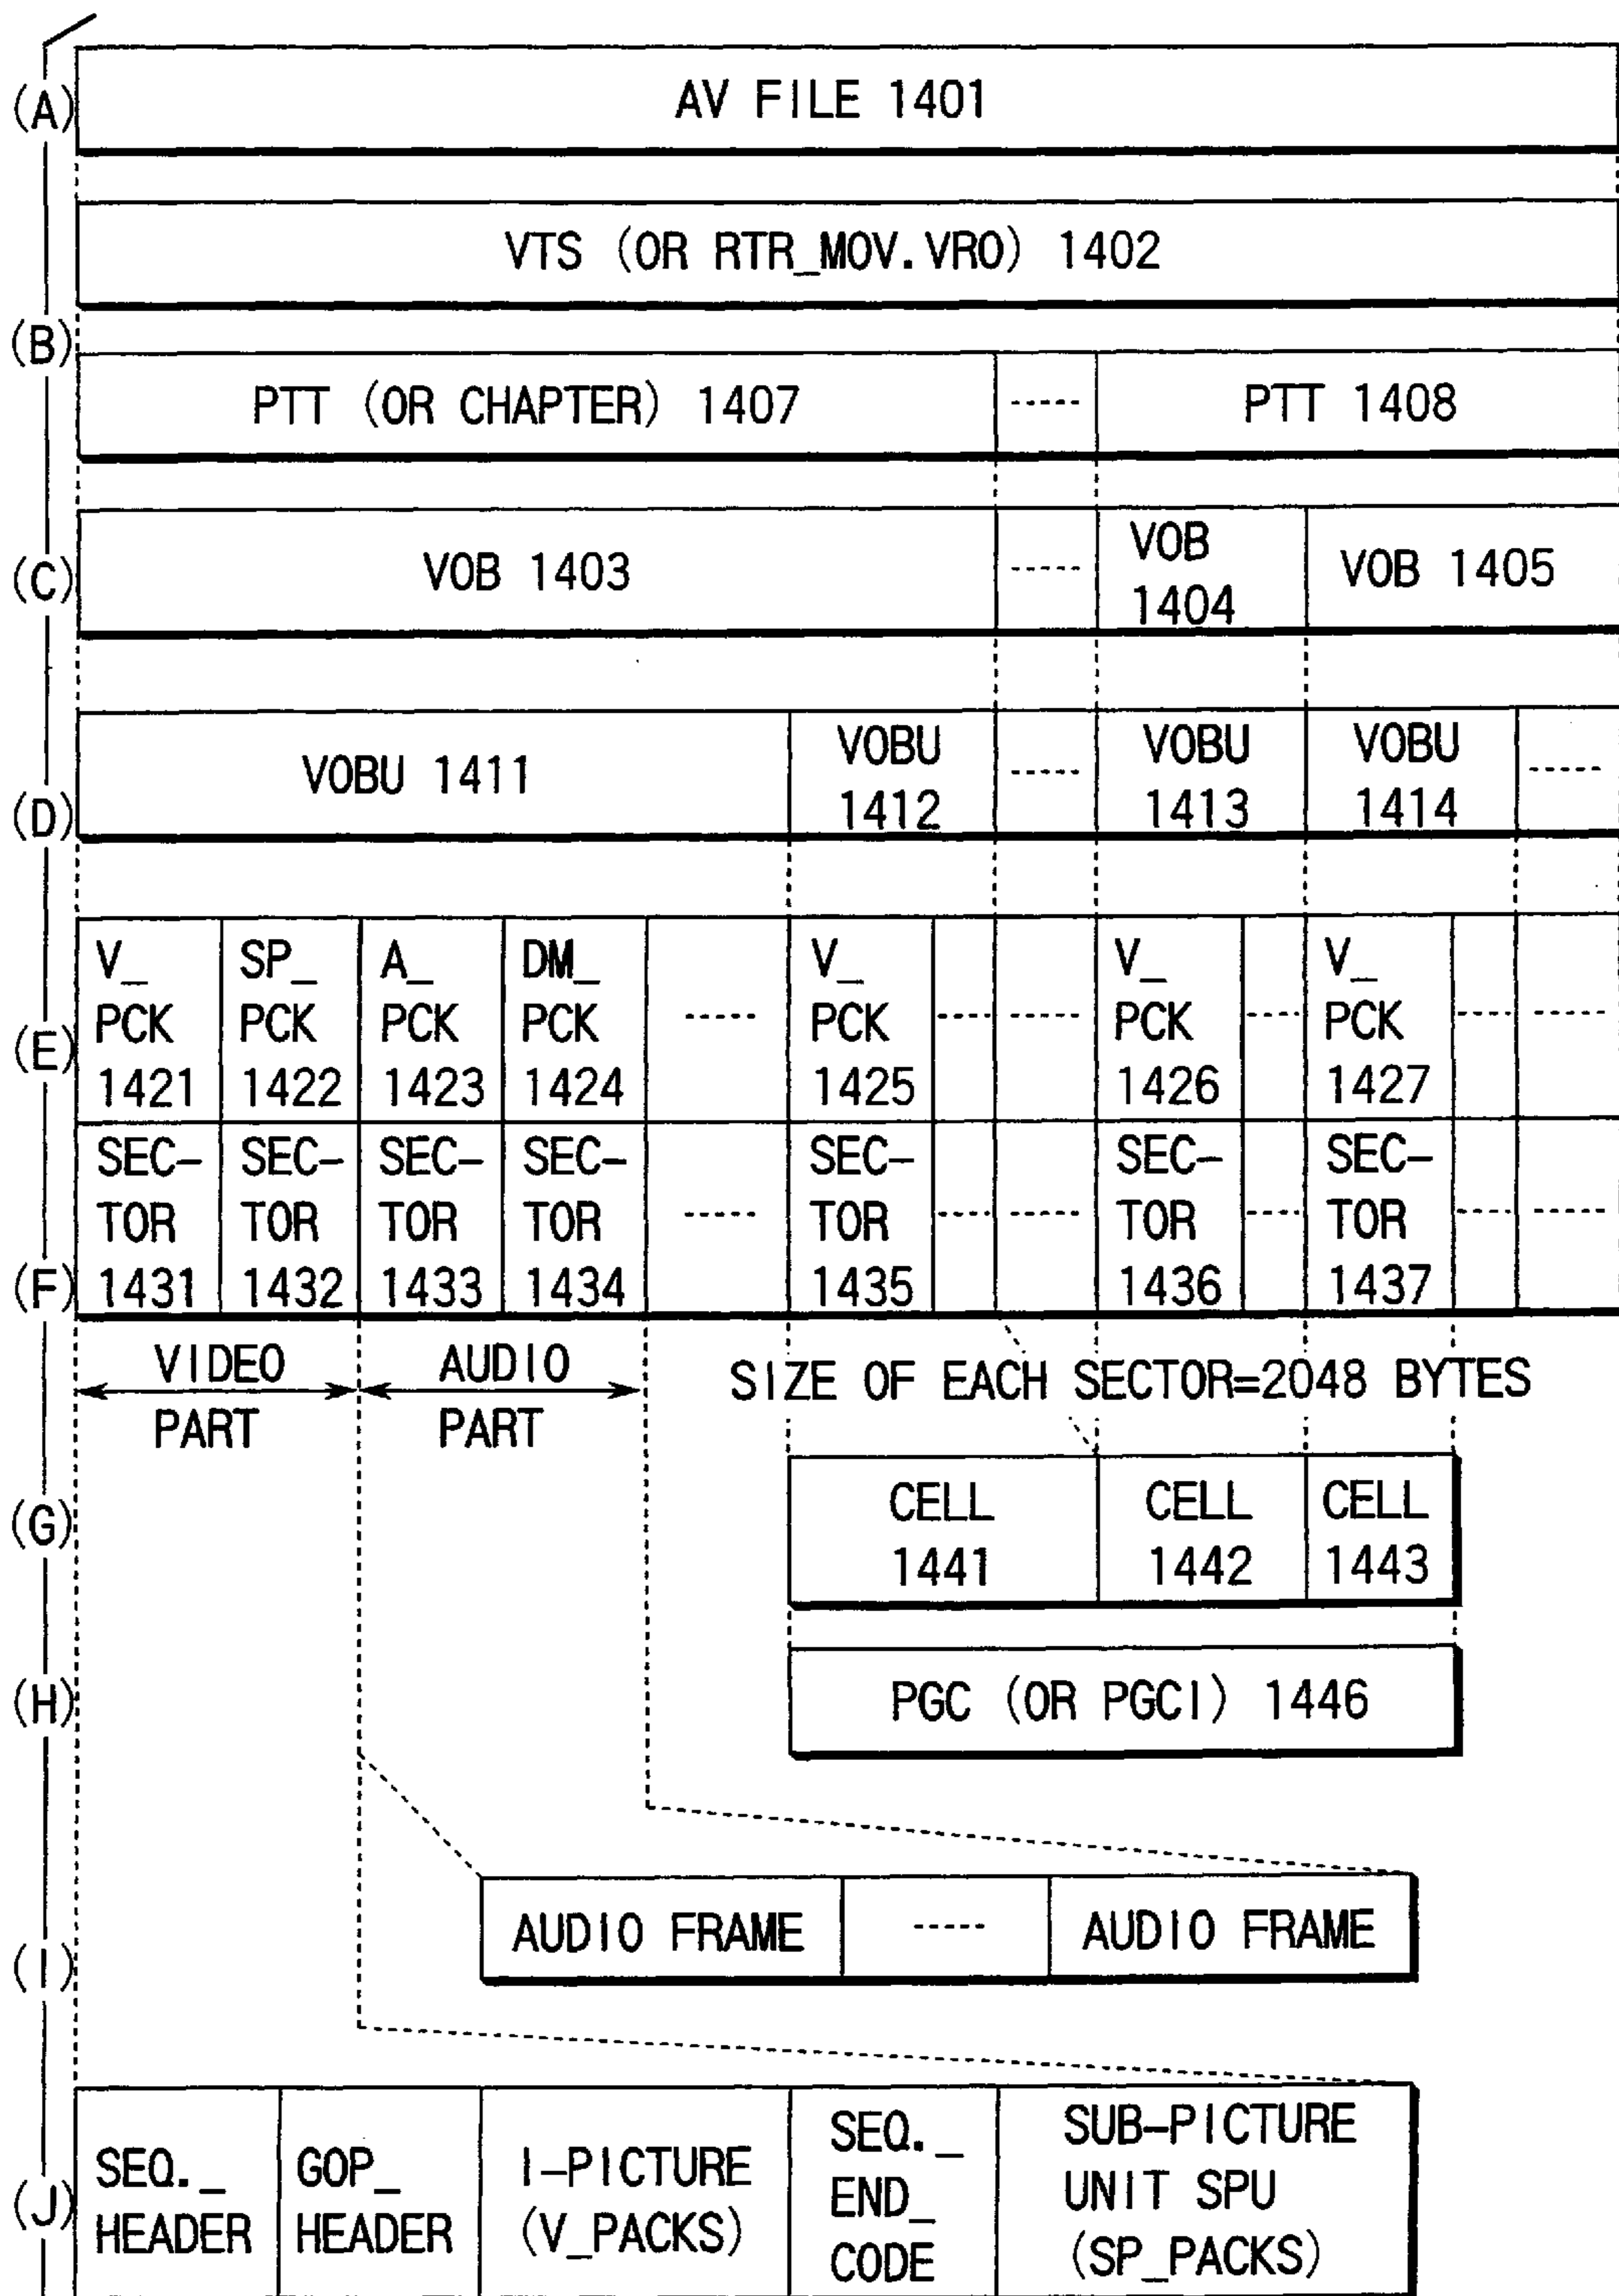 (A)
AV FILE 1401
VTS (OR RTR_MOV.VRO) 1402
(B)
PTT (OR CHAPTER) 1407 ----- PTT 1408
(C)
VOB 1403 ----- VOB 1404 VOB 1405
(D)
VOBU 1411 VOBU 1412 ----- VOBU 1413 VOBU 1414 -----
(E)
V_ SP_ A_ DM_ V_ V_ V_
PCK PCK PCK PCK ----- PCK ---- ----- PCK ---- PCK ---- -----
1421 1422 1423 1424 1425 1426 1427
SEC- SEC- SEC- SEC- SEC- SEC- SEC-
TOR TOR TOR TOR ----- TOR ---- ----- TOR ---- TOR ---- -----
(F) 1431 1432 1433 1434 1435 1436 1437
VIDEO PART
AUDIO PART
SIZE OF EACH SECTOR=2048 BYTES
(G)
CELL 1441 CELL 1442 CELL 1443
(H)
PGC (OR PGCI) 1446
(I)
AUDIO FRAME ----- AUDIO FRAME
(J)
SEQ._
HEADER
GOP_
HEADER
I-PICTURE
(V_PACKS)
SEQ._
END_
CODE
SUB-PICTURE
UNIT SPU
(SP_PACKS)